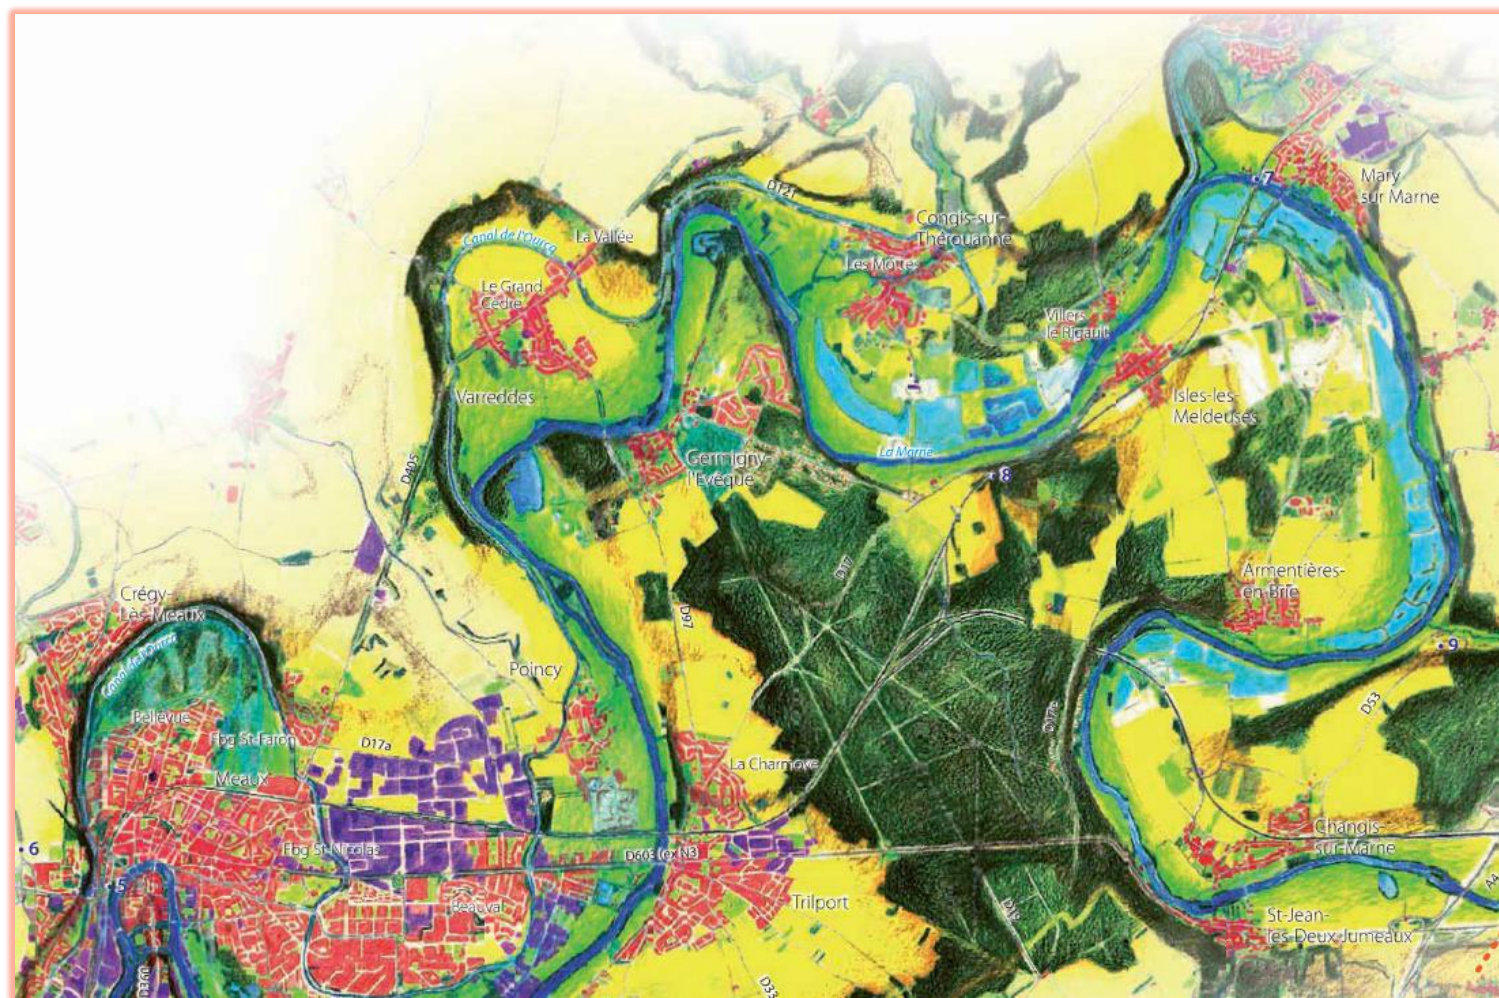 Mary
sur Marne
7
D121
Congis-sur-
Thérouanne
Canal de l'Ourcq
La Vallée
Les Mottes
Le Grand
Cèdre
Villers
le Rigault
Isles-les-
Meldeuses
Varreddes
La Marne
Germigny-
l'Evêque
D405
8
D17
Armentières-
en-Brie
Crégy-
Lès-Meaux
D97
9
Canal de l'Ourcq
Poincy
D53
Bellevue
Fbg St-Faron
D17a
La Charmoye
Meaux
Changis-
sur-Marne
6
Fbg St-Nicolas
D603 (ex N3)
A4
5
Beauval
Trilport
St-Jean-
les-Deux-Jumeaux
D360
D33